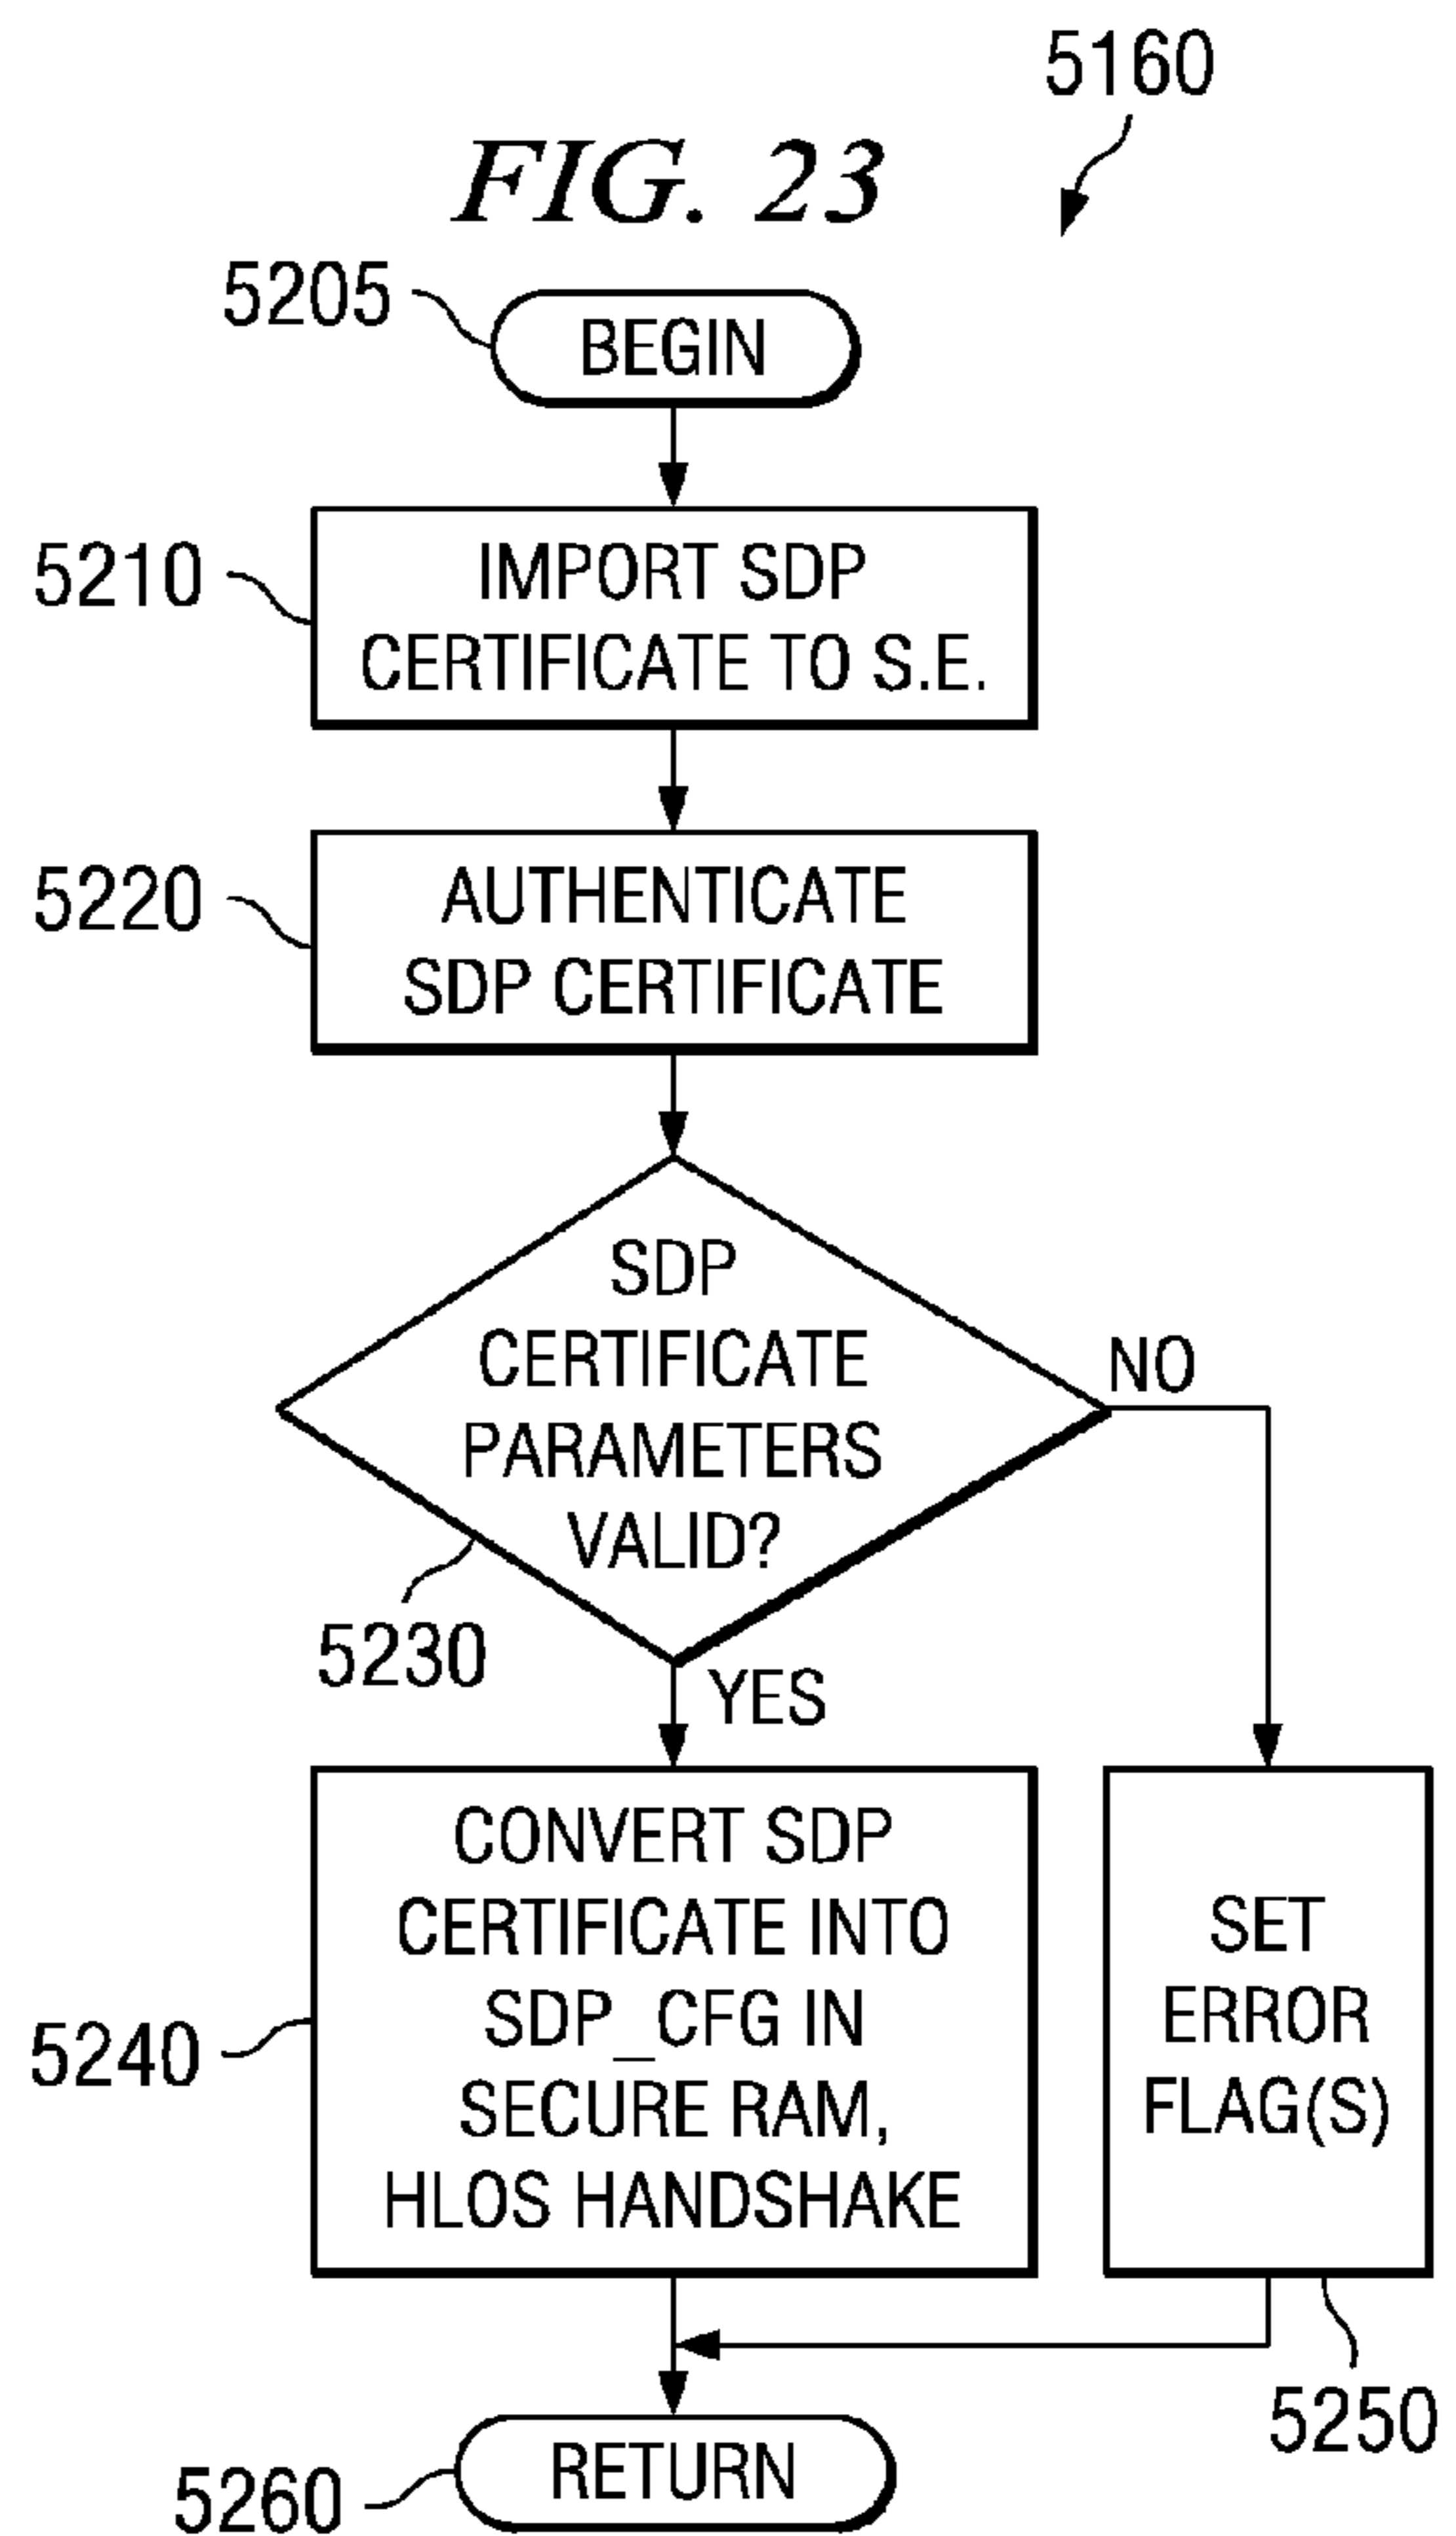 5160
FIG. 23
5205
BEGIN
5210
IMPORT SDP
CERTIFICATE TO S.E.
5220
AUTHENTICATE
SDP CERTIFICATE
SDP
CERTIFICATE
PARAMETERS
VALID?
NO
5230
YES
5240
CONVERT SDP
CERTIFICATE INTO
SDP_CFG IN
SECURE RAM,
HLOS HANDSHAKE
SET
ERROR
FLAG(S)
5250
5260
RETURN